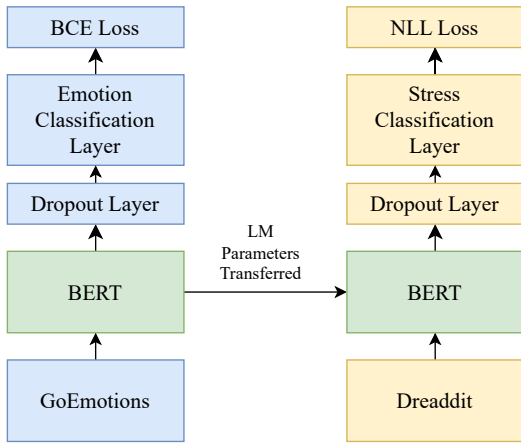 BCE Loss
Emotion
Classification
Layer
Dropout Layer
BERT
GoEmotions
LM
Parameters
Transferred
NLL Loss
Stress
Classification
Layer
Dropout Layer
BERT
Dreaddit